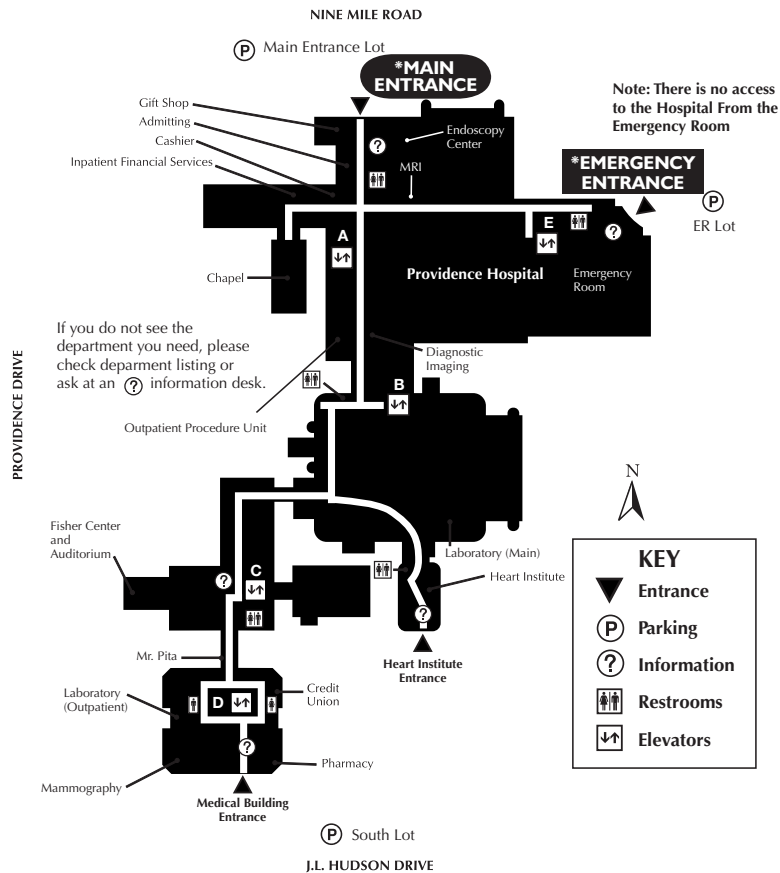 NINE MILE ROAD
P Main Entrance Lot
*MAIN
ENTRANCE
Note: There is no access
to the Hospital From the
Emergency Room
Gift Shop
Admitting
Cashier
Inpatient Financial Services
?
Endoscopy
Center
MRI
*EMERGENCY
ENTRANCE
P
ER Lot
A
E
?
Chapel
Providence Hospital
Emergency
Room
If you do not see the
department you need, please
check deparment listing or
ask at an ? information desk.
PROVIDENCE DRIVE
Diagnostic
Imaging
B
Outpatient Procedure Unit
N
Fisher Center
and
Auditorium
Laboratory (Main)
? C
Heart Institute
?
Heart Institute
Entrance
Mr. Pita
Laboratory
(Outpatient)
D
Credit
Union
?
Mammography
Pharmacy
Medical Building
Entrance
KEY
Entrance
P Parking
? Information
Restrooms
Elevators
P South Lot
J.L. HUDSON DRIVE